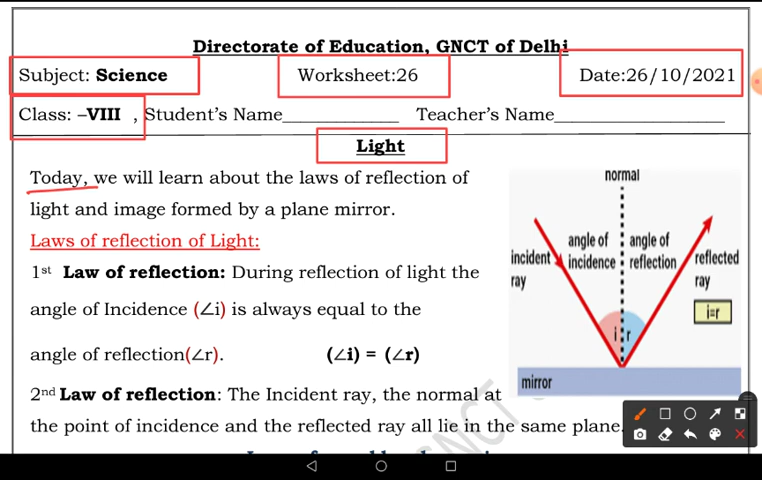 Directorate of Education, GNCT of Delhi
Subject: Science Worksheet:26 Date:26/10/2021
Class: –VIII , Student's Name____________ Teacher's Name__________________
Light
Today, we will learn about the laws of reflection of
light and image formed by a plane mirror.
Laws of reflection of Light:
1st Law of reflection: During reflection of light the
angle of Incidence (∠i) is always equal to the
angle of reflection(∠r). (∠i) = (∠r)
2nd Law of reflection: The Incident ray, the normal at
the point of incidence and the reflected ray all lie in the same plane.
normal
incident ray
angle of incidence
angle of reflection
reflected ray
i=r
i r
mirror
GNCT